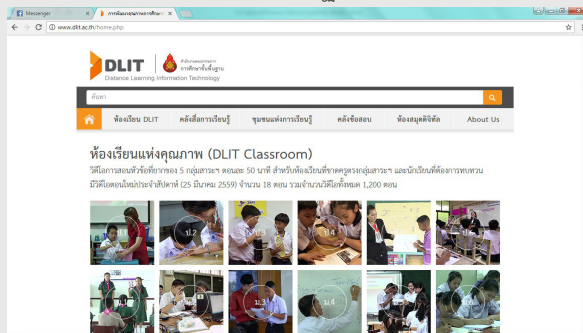 Messenger
การพัฒนาคุณภาพการศึกษา
www.dlit.ac.th/home.php
DLIT
สำนักงานคณะกรรมการ
การศึกษาขั้นพื้นฐาน
Distance Learning Information Technology
ค้นหา
ห้องเรียน DLIT คลังสื่อการเรียนรู้ ชุมชนแห่งการเรียนรู้ คลังข้อสอบ ห้องสมุดดิจิทัล About Us
ห้องเรียนแห่งคุณภาพ (DLIT Classroom)
วิดีโอการสอนหัวข้อที่ยากของ 5 กลุ่มสาระฯ ตอนละ 50 นาที สำหรับห้องเรียนที่ขาดครูตรงกลุ่มสาระฯ และนักเรียนที่ต้องการทบทวน
มีวิดีโอตอนใหม่ประจำสัปดาห์ (25 มีนาคม 2559) จำนวน 18 ตอน รวมจำนวนวิดีโอทั้งหมด 1,200 ตอน
ป.1 ป.2 ป.3 ป.4
ม.3 ม.4